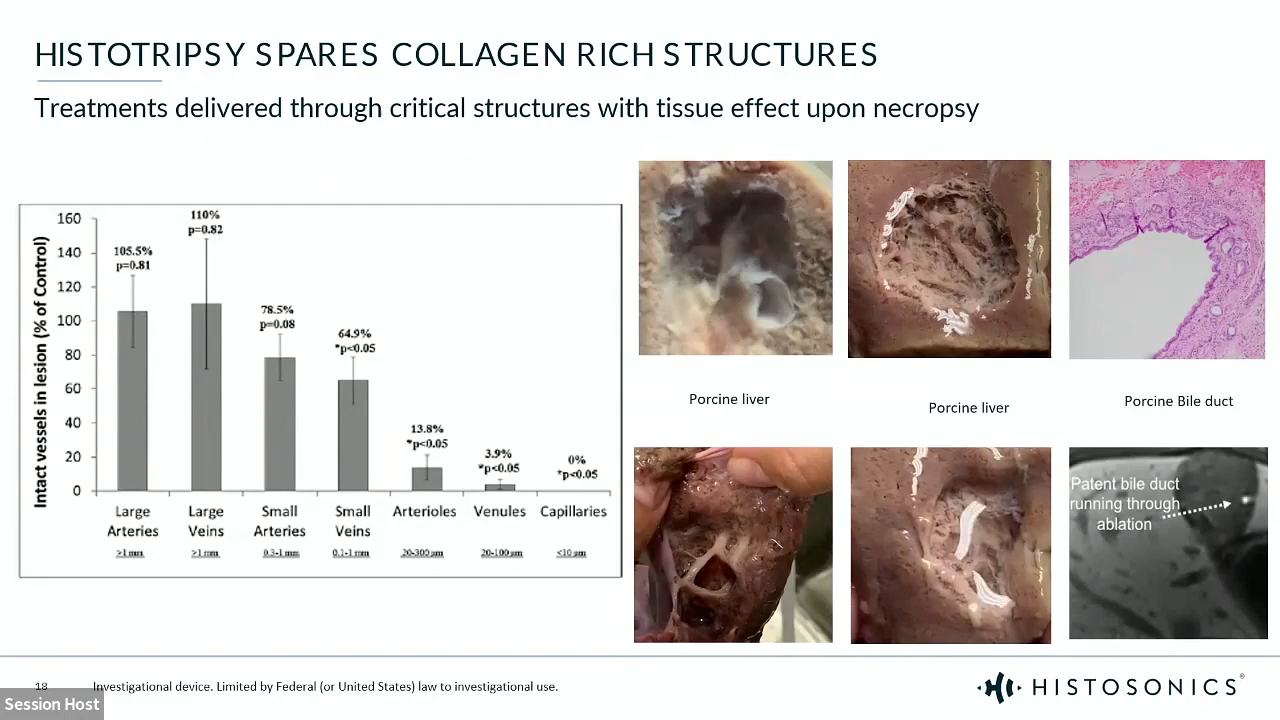 HISTOTRIPSY SPARES COLLAGEN RICH STRUCTURES
Treatments delivered through critical structures with tissue effect upon necropsy
Intact vessels in lesion (% of Control)
160
140
120
100
80
60
40
20
0
105.5%
p=0.81
110%
p=0.82
78.5%
p=0.08
64.9%
*p<0.05
13.8%
*p<0.05
3.9%
*p<0.05
0%
*p<0.05
Large Arteries
Large Veins
Small Arteries
Small Veins
Arterioles
Venules
Capillaries
>1 mm
>1 mm
0.3-1 mm
0.1-1 mm
20-300 µm
20-100 µm
<10 µm
Porcine liver
Porcine liver
Porcine Bile duct
Patent bile duct
running through
ablation
18
Investigational device. Limited by Federal (or United States) law to investigational use.
Session Host
HISTOSONICS®